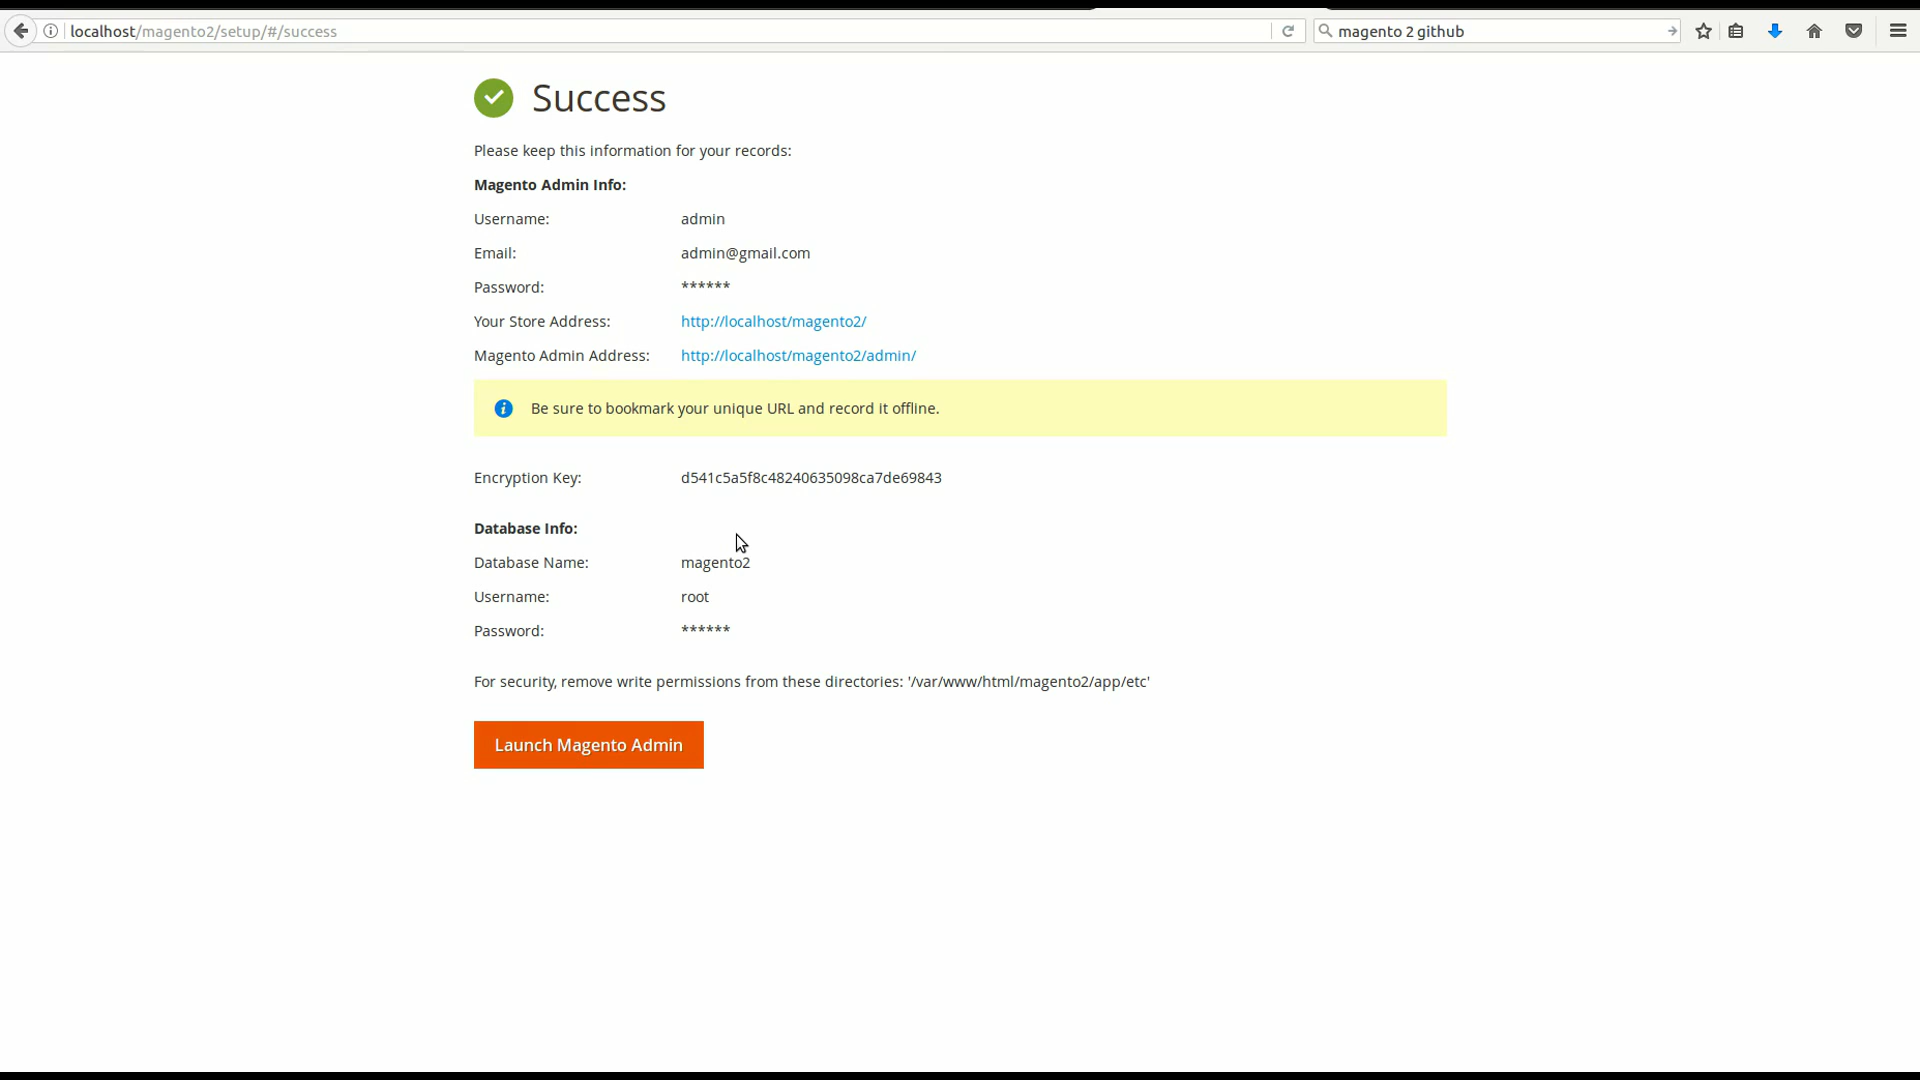 localhost/magento2/setup/#/success
magento 2 github
Success
Please keep this information for your records:
Magento Admin Info:
Username: admin
Email: admin@gmail.com
Password: ******
Your Store Address: http://localhost/magento2/
Magento Admin Address: http://localhost/magento2/admin/
Be sure to bookmark your unique URL and record it offline.
Encryption Key: d541c5a5f8c48240635098ca7de69843
Database Info:
Database Name: magento2
Username: root
Password: ******
For security, remove write permissions from these directories: '/var/www/html/magento2/app/etc'
Launch Magento Admin